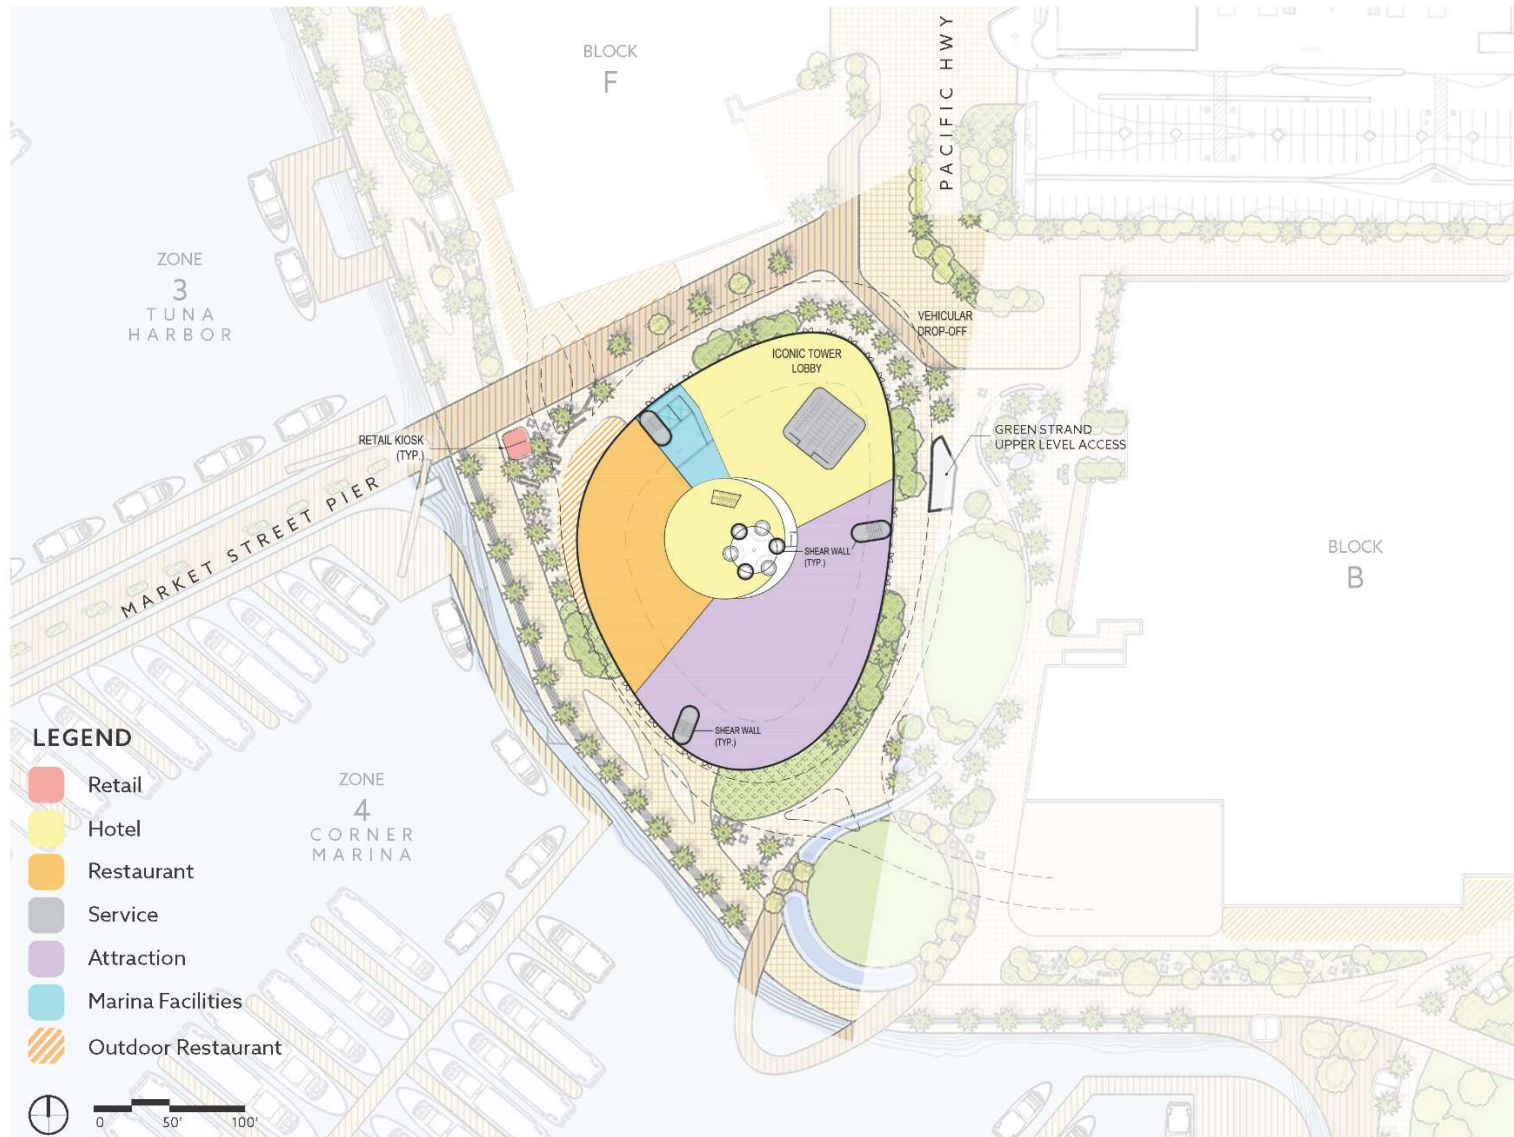 BLOCK
F
PACIFIC HWY
ZONE
3
TUNA
HARBOR
VEHICULAR
DROP-OFF
ICONIC TOWER
LOBBY
RETAIL KIOSK
(TYP.)
GREEN STRAND
UPPER LEVEL ACCESS
MARKET STREET PIER
SHEAR WALL
(TYP.)
BLOCK
B
SHEAR WALL
(TYP.)
LEGEND
Retail
Hotel
Restaurant
Service
Attraction
Marina Facilities
Outdoor Restaurant
ZONE
4
CORNER
MARINA
0 50' 100'